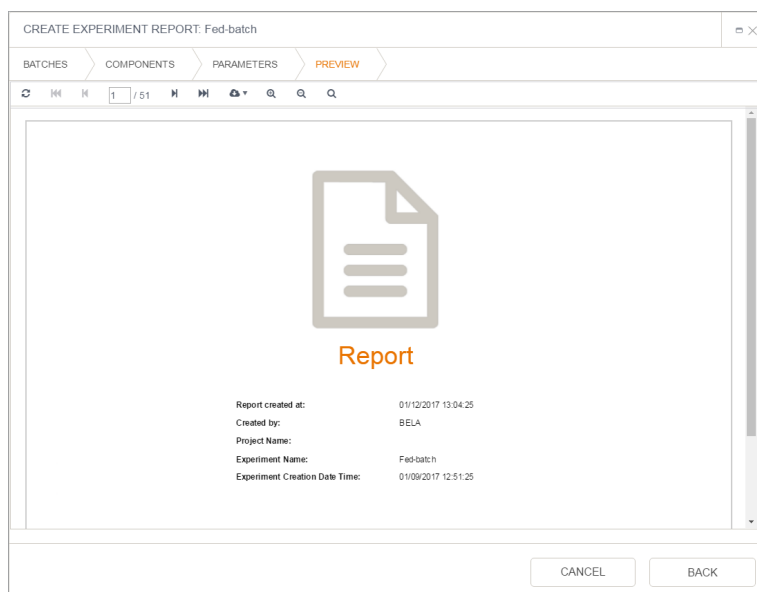 CREATE EXPERIMENT REPORT: Fed-batch
BATCHES COMPONENTS PARAMETERS PREVIEW
1 / 51
Report
Report created at: 01/12/2017 13:04:25
Created by: BELA
Project Name:
Experiment Name: Fed-batch
Experiment Creation Date Time: 01/09/2017 12:51:25
CANCEL BACK